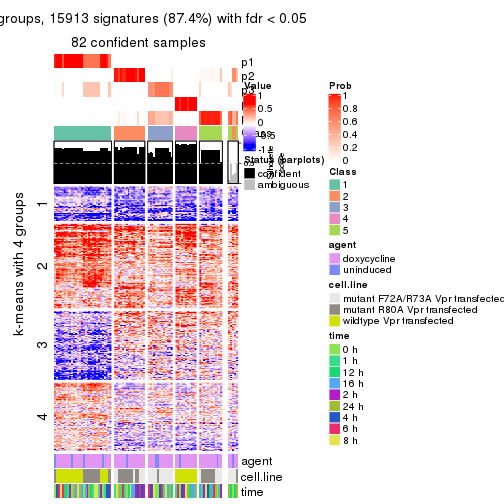 groups, 15913 signatures (87.4%) with fdr < 0.05
82 confident samples
p1
p2
p3
Value
1
0.5
0
-1
Status (barplots)
confident
ambiguous
Prob
1
0.8
0.6
0.4
0.2
0
Class
1
2
3
4
5
agent
doxycycline
uninduced
cell.line
mutant F72A/R73A Vpr transfected
mutant R80A Vpr transfected
wildtype Vpr transfected
time
0 h
1 h
12 h
16 h
2 h
24 h
4 h
6 h
8 h
k-means with 4 groups
1
2
3
4
agent
cell.line
time